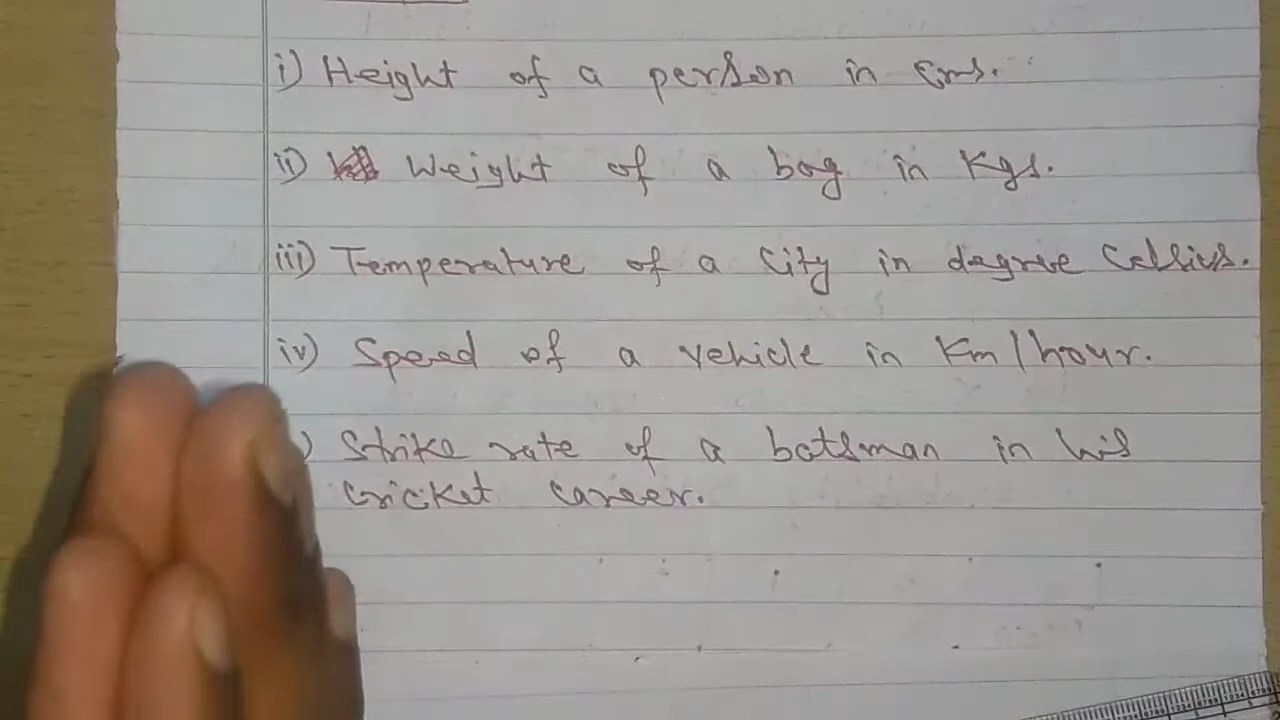 i) Height of a person in cms.
ii) Weight of a bag in Kgs.
iii) Temperature of a City in degree Celsius.
iv) Speed of a vehicle in Km/hour.
) Strike rate of a batsman in his
cricket career.